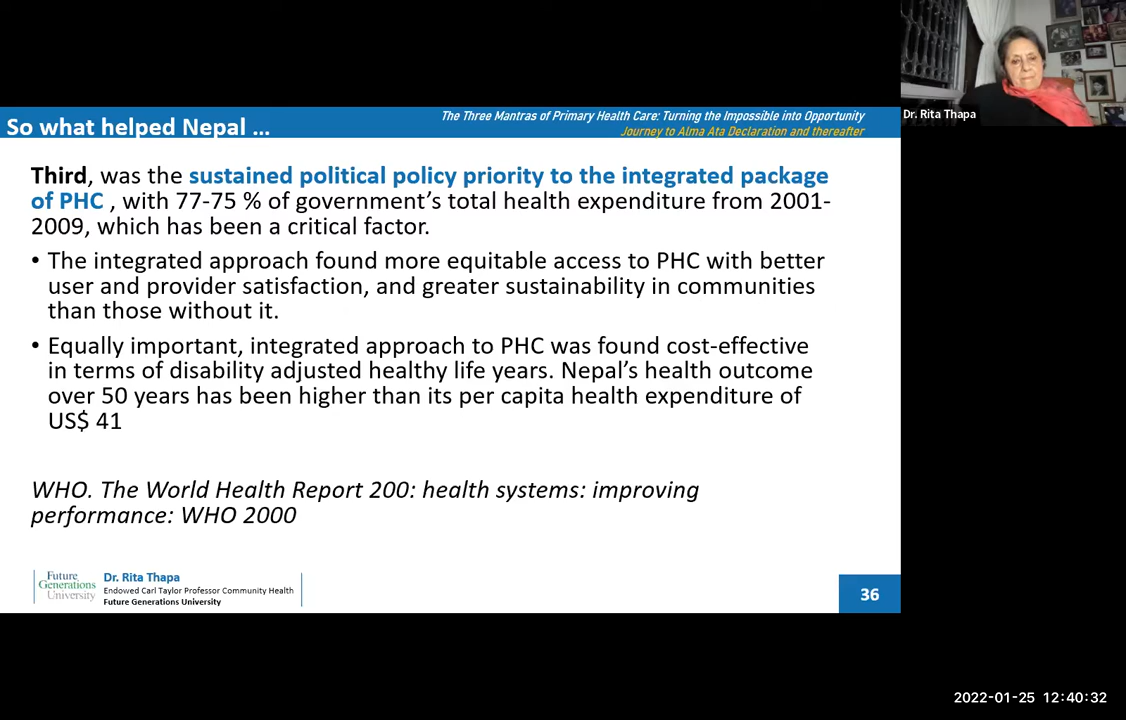 The Three Mantras of Primary Health Care: Turning the Impossible into Opportunity
So what helped Nepal ...
Journey to Alma Ata Declaration and thereafter
Dr. Rita Thapa
Third, was the sustained political policy priority to the integrated package
of PHC , with 77-75 % of government's total health expenditure from 2001-
2009, which has been a critical factor.
• The integrated approach found more equitable access to PHC with better
user and provider satisfaction, and greater sustainability in communities
than those without it.
• Equally important, integrated approach to PHC was found cost-effective
in terms of disability adjusted healthy life years. Nepal's health outcome
over 50 years has been higher than its per capita health expenditure of
US$ 41
WHO. The World Health Report 200: health systems: improving
performance: WHO 2000
Future
Generations
University
Dr. Rita Thapa
Endowed Carl Taylor Professor Community Health
Future Generations University
36
2022-01-25 12:40:32